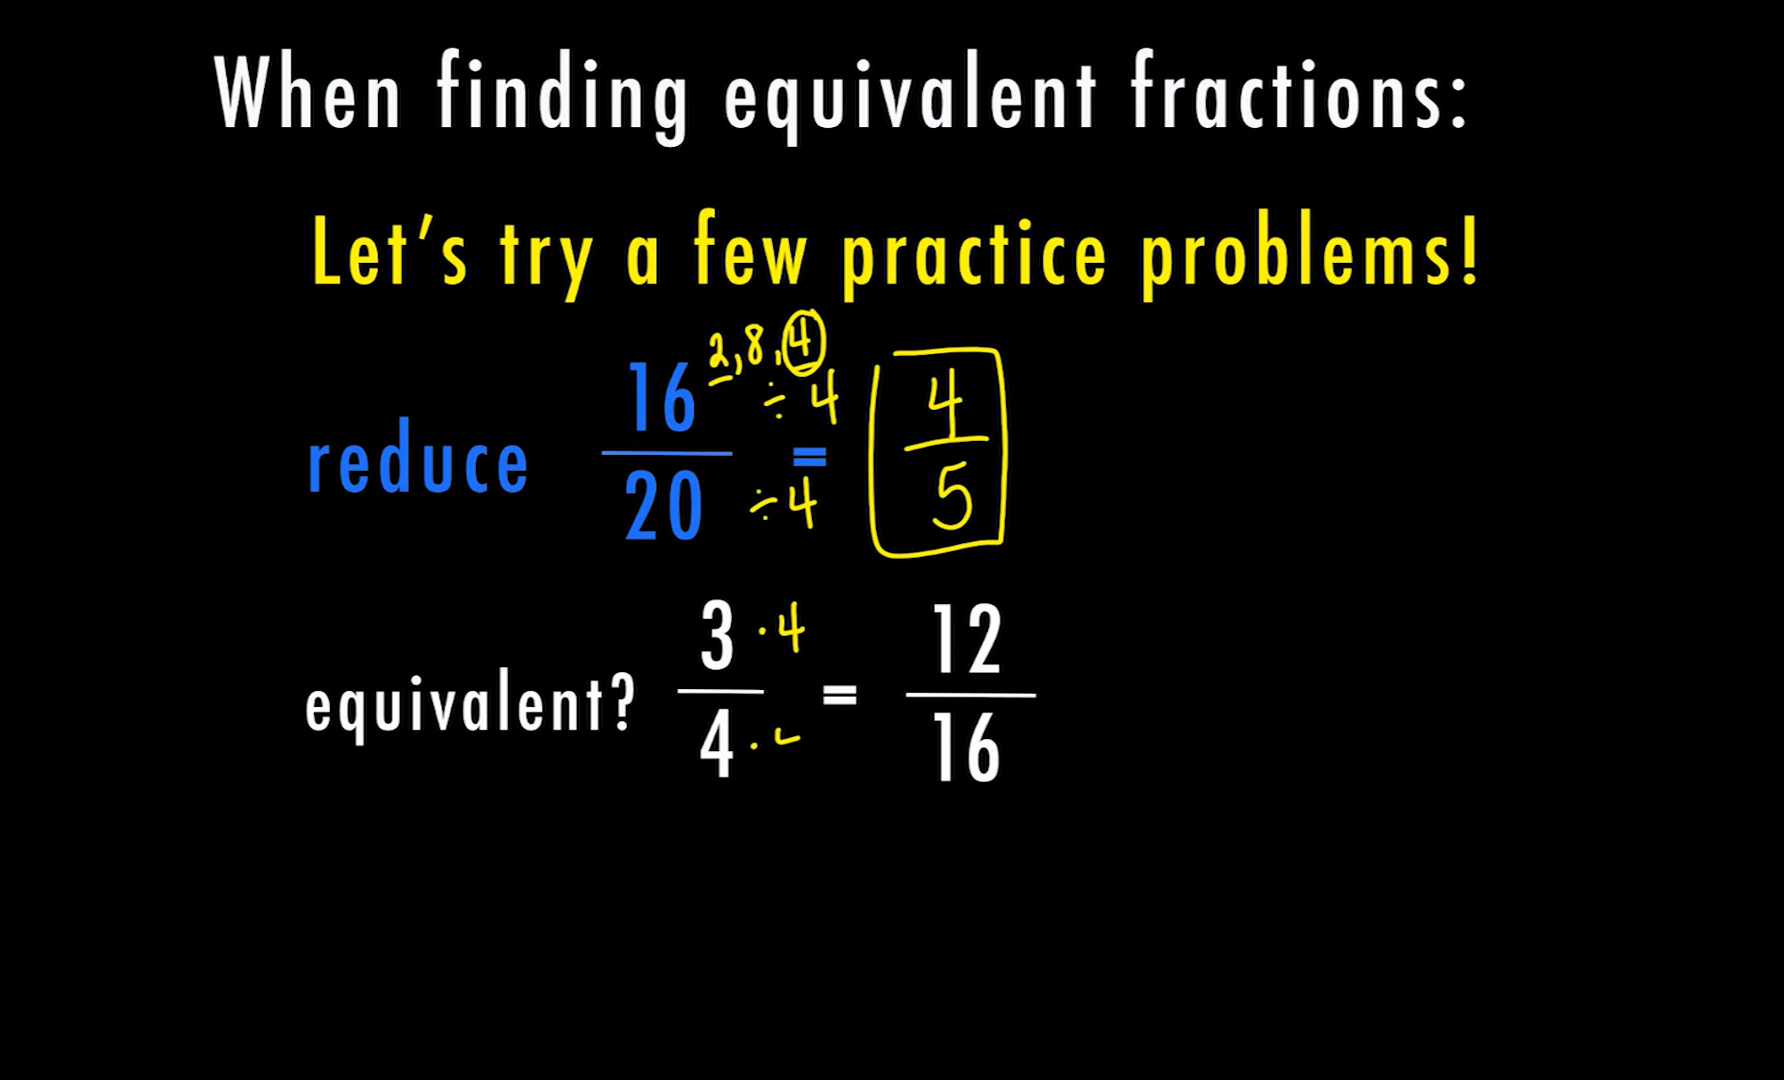 When finding equivalent fractions:
Let's try a few practice problems!
2, 8, 4
16 ÷ 4
reduce = 4/5
20 ÷ 4
3 · 4 12
equivalent? =
4 · 16